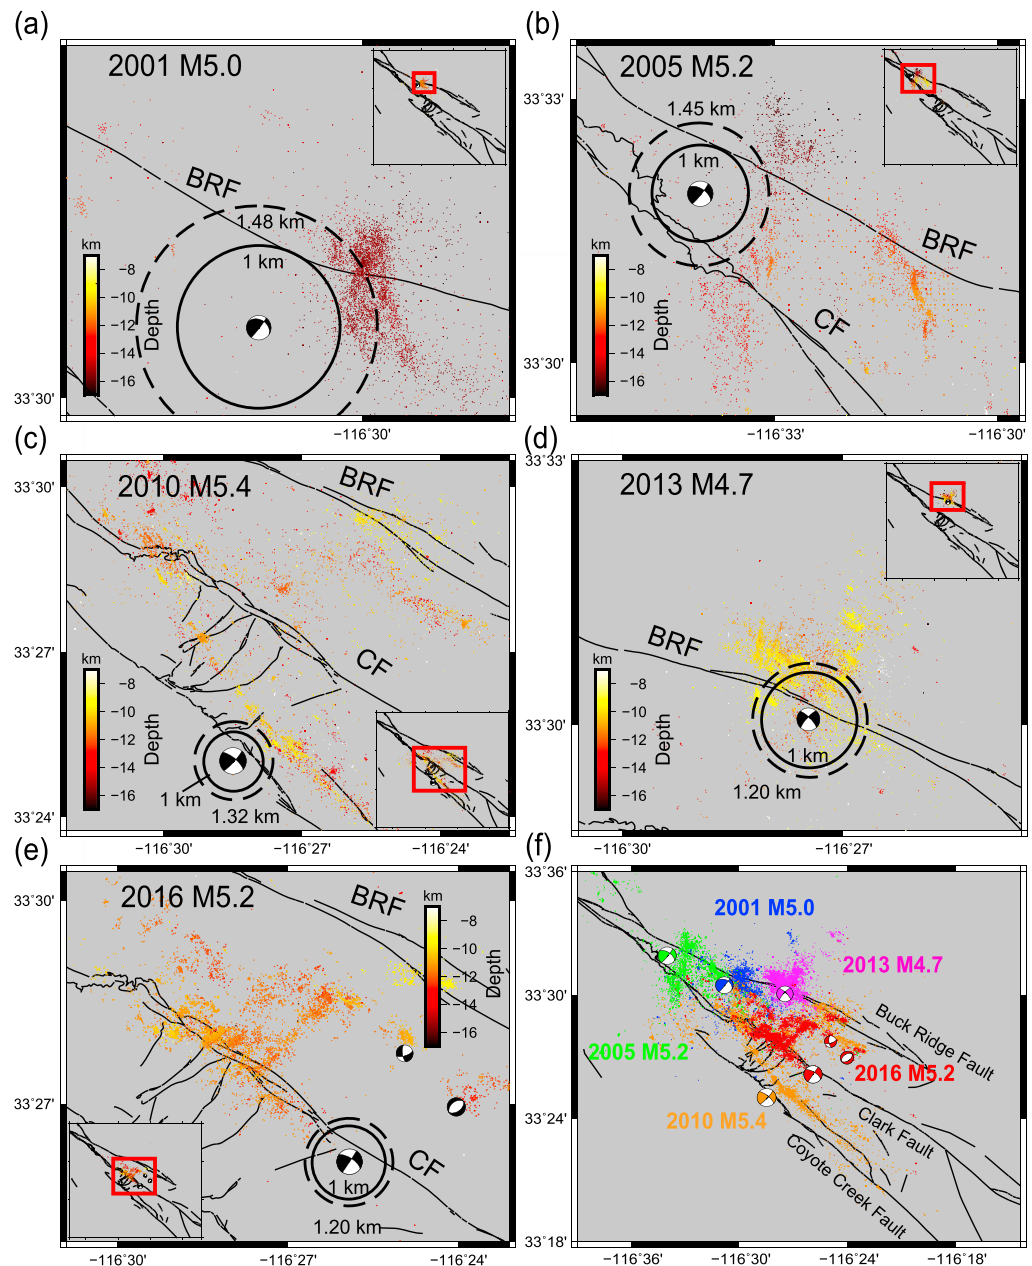 (a)
2001 M5.0
BRF
1.48 km
1 km
km
−8
−10
−12
−14
−16
Depth
33˚30'
−116˚30'
(b)
2005 M5.2
1.45 km
1 km
BRF
CF
km
−8
−10
−12
−14
−16
Depth
33˚33'
33˚30'
−116˚33'
−116˚30'
(c)
2010 M5.4
BRF
CF
km
−8
−10
−12
−14
−16
Depth
1 km
1.32 km
33˚30'
33˚27'
33˚24'
−116˚30'
−116˚27'
−116˚24'
(d)
2013 M4.7
BRF
1 km
1.20 km
km
−8
−10
−12
−14
−16
Depth
33˚33'
33˚30'
−116˚30'
−116˚27'
(e)
2016 M5.2
BRF
km
−8
−10
−12
−14
−16
Depth
CF
1 km
1.20 km
33˚30'
33˚27'
−116˚30'
−116˚27'
−116˚24'
(f)
2001 M5.0
2013 M4.7
2005 M5.2
2016 M5.2
2010 M5.4
Buck Ridge Fault
Clark Fault
Coyote Creek Fault
33˚36'
33˚30'
33˚24'
33˚18'
−116˚36'
−116˚30'
−116˚24'
−116˚18'